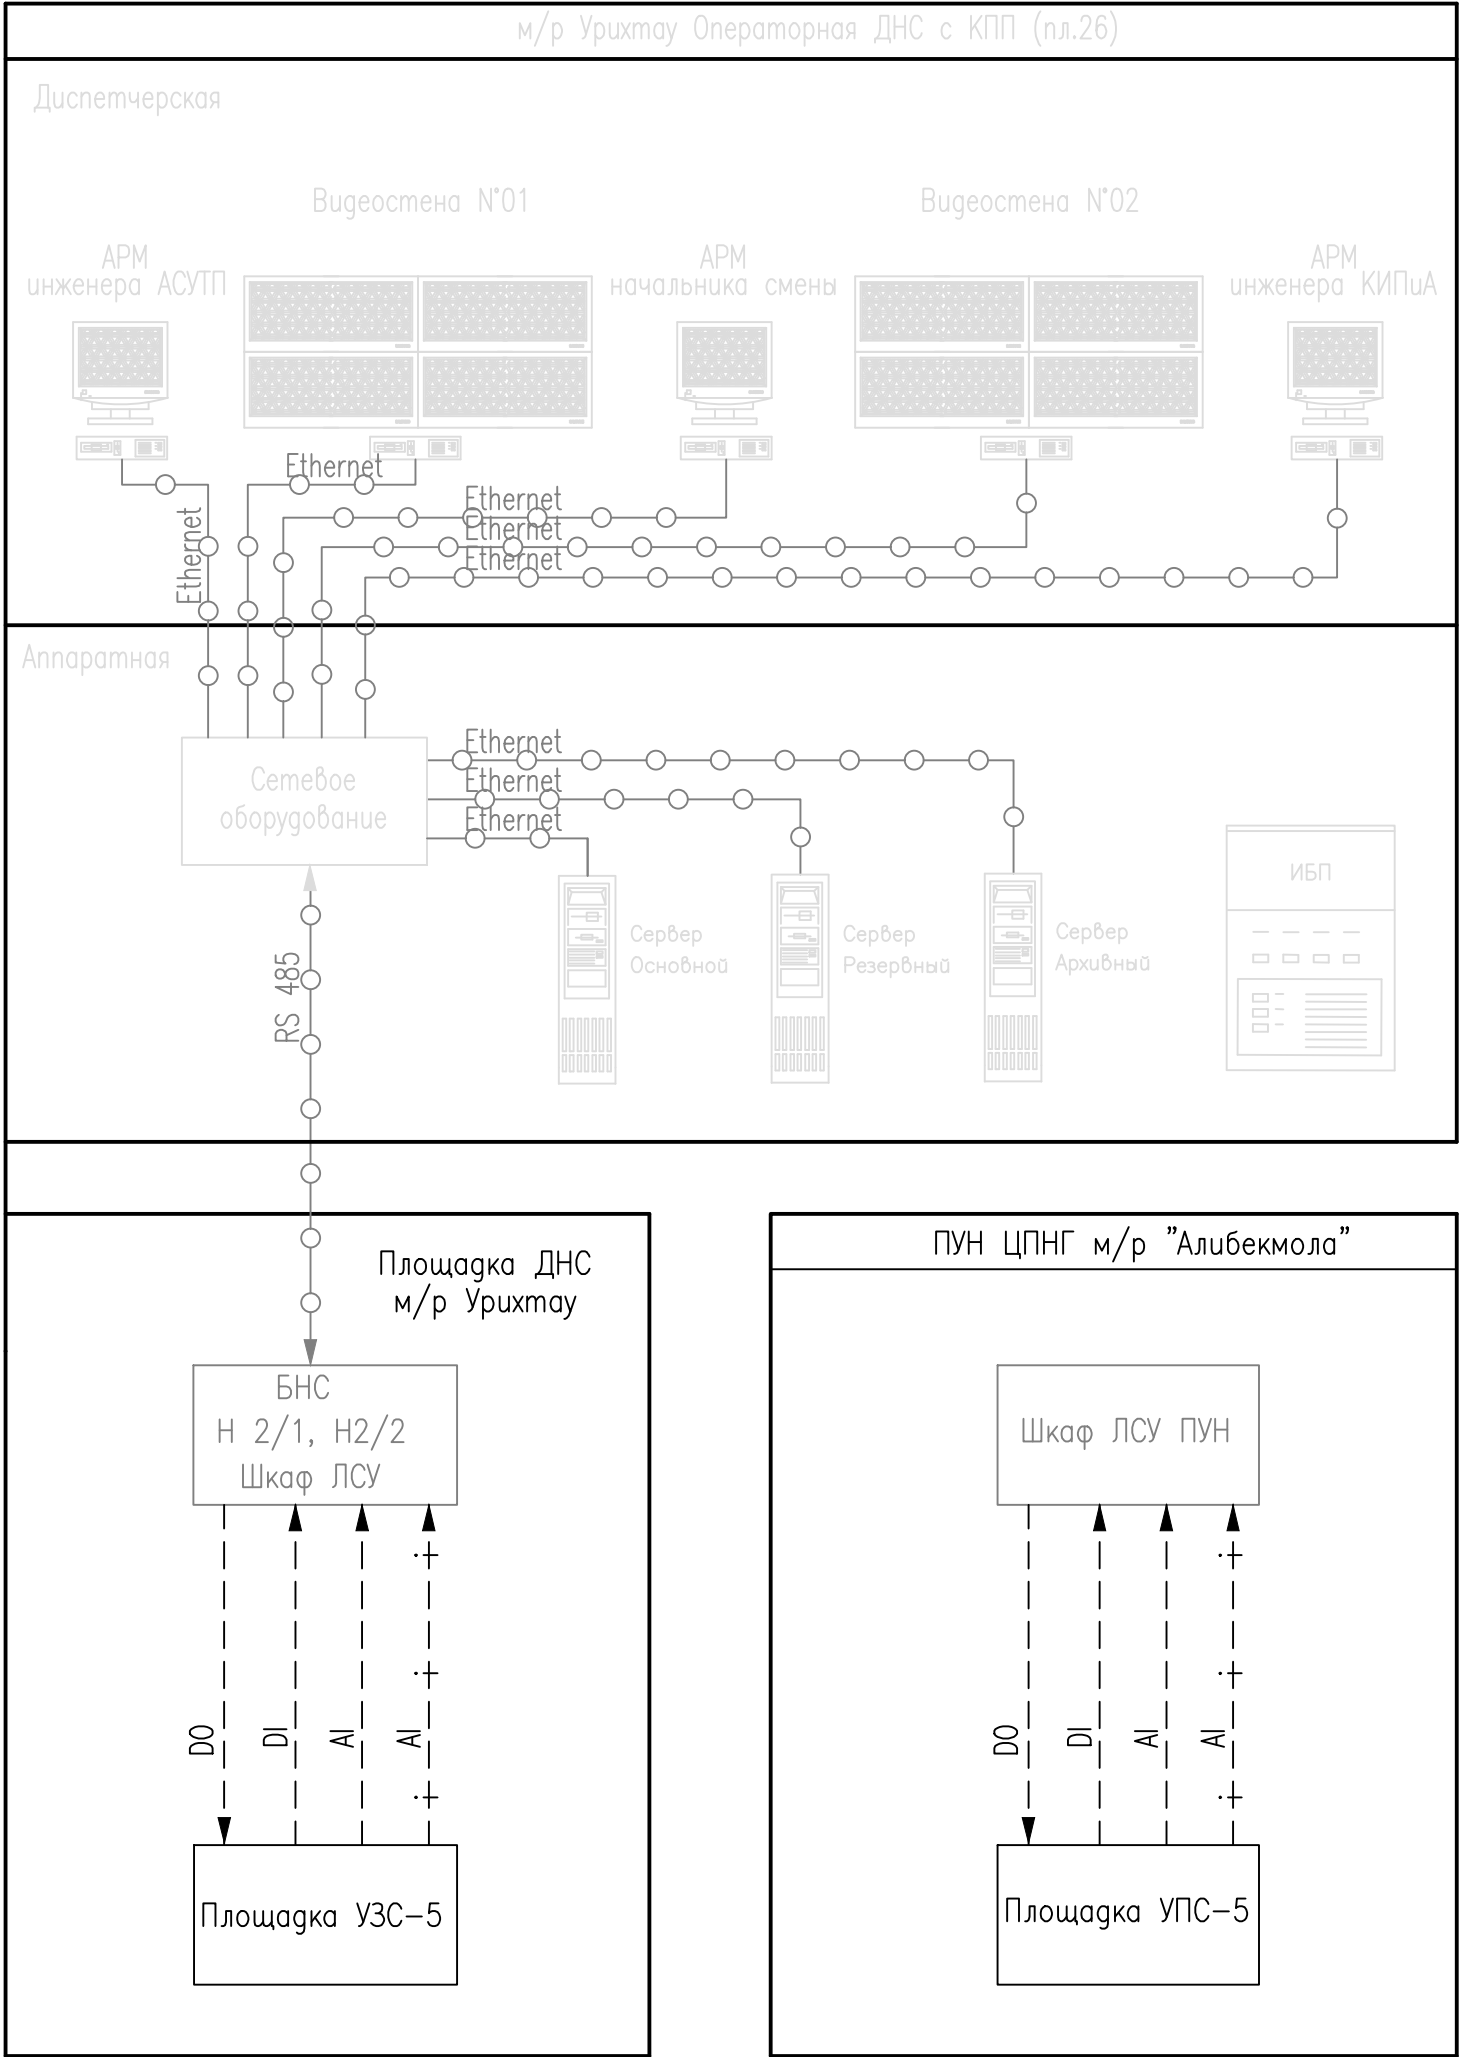 м/р Урихтау Операторная ДНС с КПП (пл.26)
Диспетчерская
Видеостена N°01
Видеостена N°02
АРМ
инженера АСУТП
АРМ
начальника смены
АРМ
инженера КИПиА
Ethernet
Ethernet
Ethernet
Ethernet
Ethernet
Аппаратная
Сетевое
оборудование
Ethernet
Ethernet
Ethernet
ИБП
Сервер
Основной
Сервер
Резервный
Сервер
Архивный
RS 485
Площадка ДНС
м/р Урихтау
ПУН ЦПНГ м/р "Алибекмола"
БНС
Н 2/1, Н2/2
Шкаф ЛСУ
Шкаф ЛСУ ПУН
DO
DI
AI
AI
DO
DI
AI
AI
Площадка УЗС-5
Площадка УПС-5